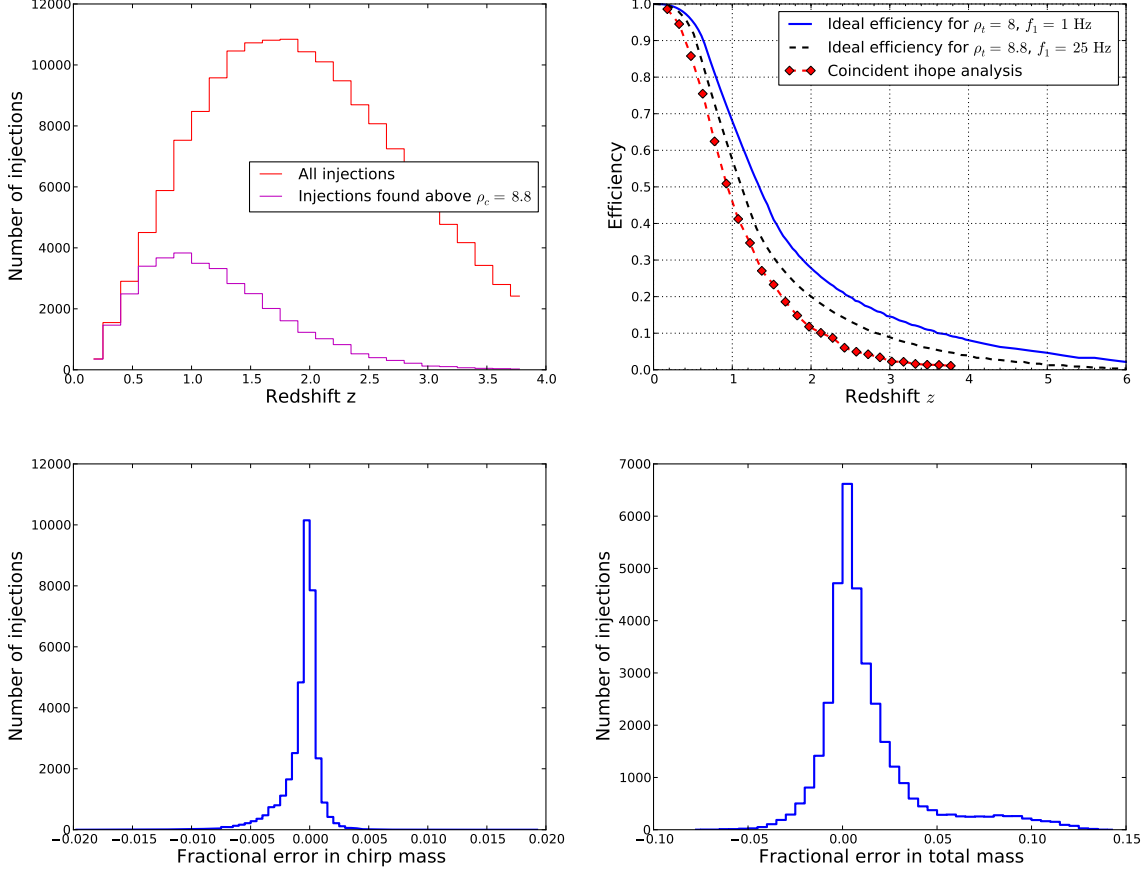 12000
10000
8000
6000
4000
2000
0
0.0 0.5 1.0 1.5 2.0 2.5 3.0 3.5 4.0
Redshift z
Number of injections
All injections
Injections found above ρ_c = 8.8
1.0
0.9
0.8
0.7
0.6
0.5
0.4
0.3
0.2
0.1
0.0
0 1 2 3 4 5 6
Redshift z
Efficiency
Ideal efficiency for ρ_t = 8, f_1 = 1 Hz
Ideal efficiency for ρ_t = 8.8, f_1 = 25 Hz
Coincident ihope analysis
12000
10000
8000
6000
4000
2000
0
−0.020 −0.015 −0.010 −0.005 0.000 0.005 0.010 0.015 0.020
Fractional error in chirp mass
Number of injections
7000
6000
5000
4000
3000
2000
1000
0
−0.10 −0.05 0.00 0.05 0.10 0.15
Fractional error in total mass
Number of injections